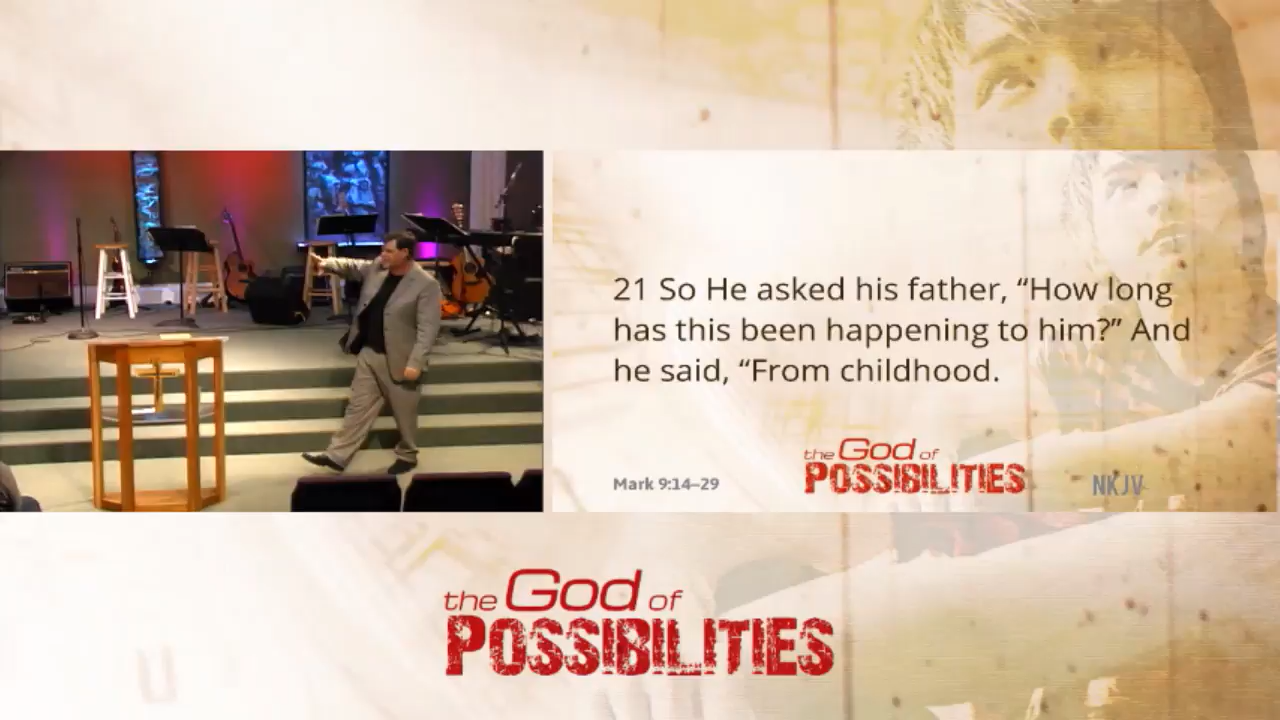 21 So He asked his father, “How long
has this been happening to him?” And
he said, “From childhood.
Mark 9:14–29
the God of
POSSIBILITIES
NKJV
the God of
POSSIBILITIES